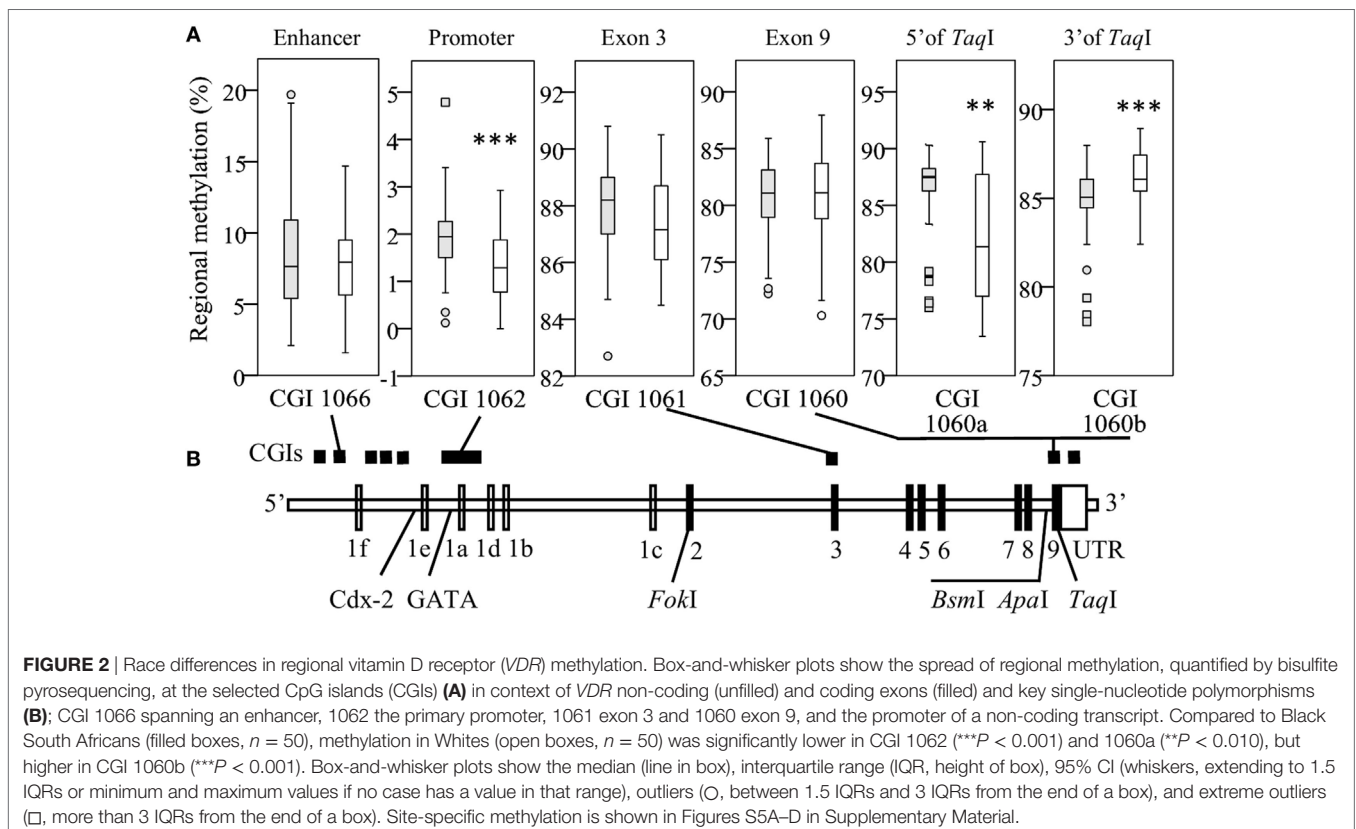 A
Enhancer Promoter Exon 3 Exon 9 5'of TaqI 3'of TaqI
Regional methylation (%)
20 15 10 5 0
5 4 3 2 1 0 -1
92 90 88 86 84 82
90 85 80 75 70 65
95 90 85 80 75 70
90 85 80 75
*** ** ***
CGI 1066 CGI 1062 CGI 1061 CGI 1060 CGI 1060a CGI 1060b
B
CGIs
5' 3'
1f 1e 1a 1d 1b 1c 2 3 4 5 6 7 8 9 UTR
Cdx-2 GATA FokI BsmI ApaI TaqI
FIGURE 2 | Race differences in regional vitamin D receptor (VDR) methylation. Box-and-whisker plots show the spread of regional methylation, quantified by bisulfite
pyrosequencing, at the selected CpG islands (CGIs) (A) in context of VDR non-coding (unfilled) and coding exons (filled) and key single-nucleotide polymorphisms
(B); CGI 1066 spanning an enhancer, 1062 the primary promoter, 1061 exon 3 and 1060 exon 9, and the promoter of a non-coding transcript. Compared to Black
South Africans (filled boxes, n = 50), methylation in Whites (open boxes, n = 50) was significantly lower in CGI 1062 (***P < 0.001) and 1060a (**P < 0.010), but
higher in CGI 1060b (***P < 0.001). Box-and-whisker plots show the median (line in box), interquartile range (IQR, height of box), 95% CI (whiskers, extending to 1.5
IQRs or minimum and maximum values if no case has a value in that range), outliers (○, between 1.5 IQRs and 3 IQRs from the end of a box), and extreme outliers
(□, more than 3 IQRs from the end of a box). Site-specific methylation is shown in Figures S5A–D in Supplementary Material.